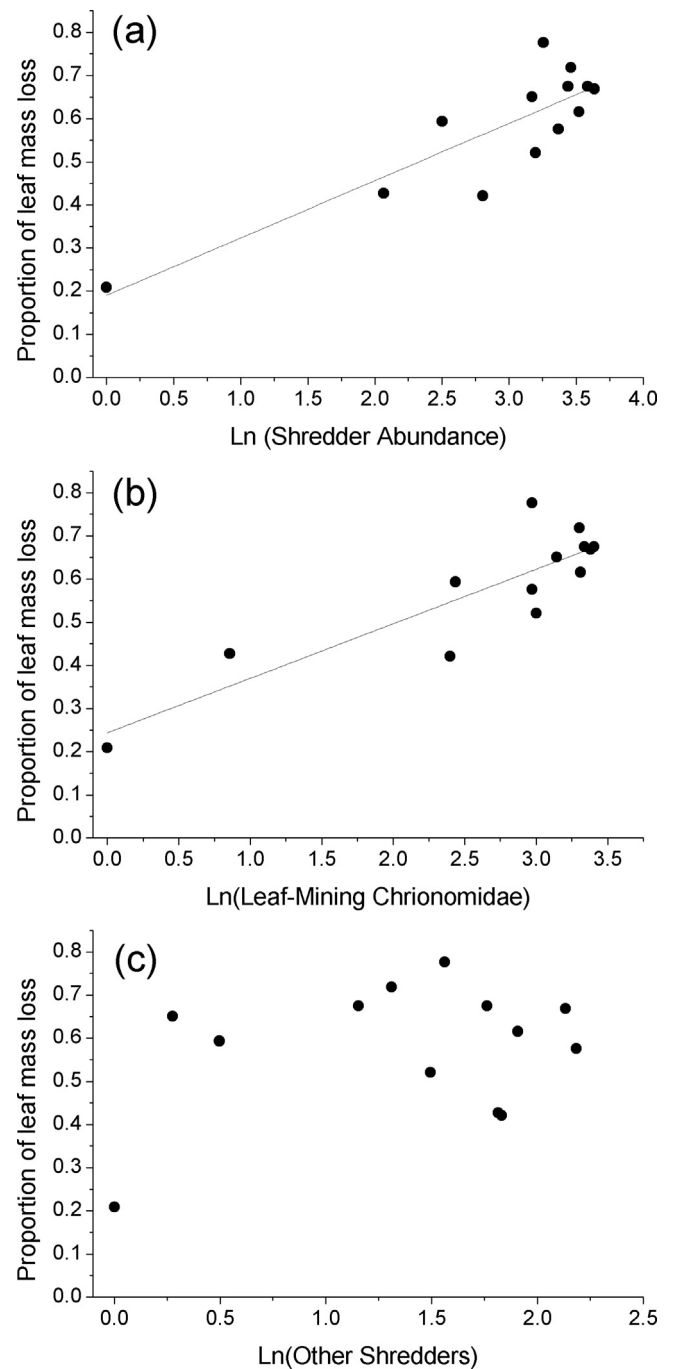 (a)
Proportion of leaf mass loss
0.8
0.7
0.6
0.5
0.4
0.3
0.2
0.1
0.0
0.0 0.5 1.0 1.5 2.0 2.5 3.0 3.5 4.0
Ln (Shredder Abundance)
(b)
Proportion of leaf mass loss
0.8
0.7
0.6
0.5
0.4
0.3
0.2
0.1
0.0
0.0 0.5 1.0 1.5 2.0 2.5 3.0 3.5
Ln(Leaf-Mining Chrionomidae)
(c)
Proportion of leaf mass loss
0.8
0.7
0.6
0.5
0.4
0.3
0.2
0.1
0.0
0.0 0.5 1.0 1.5 2.0 2.5
Ln(Other Shredders)